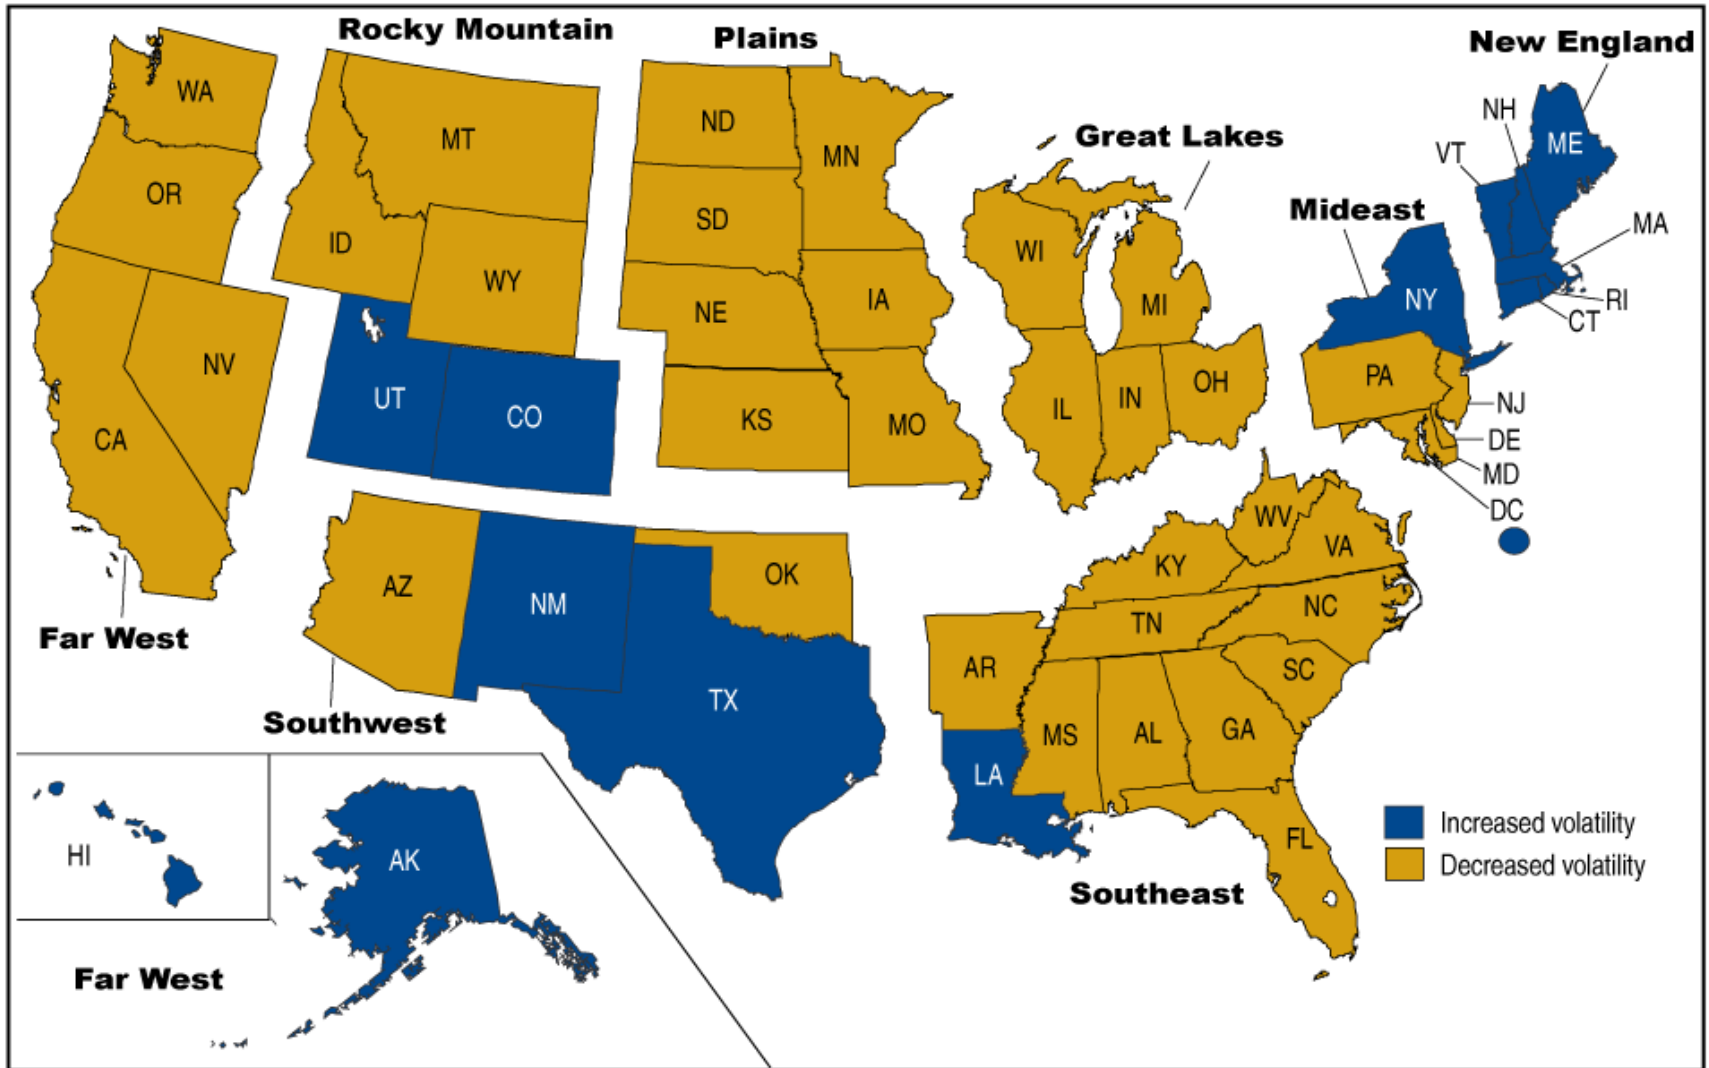 Rocky Mountain
Plains
New England
WA
MT
ND
MN
Great Lakes
NH
VT
ME
OR
ID
WY
SD
WI
MI
Mideast
MA
NY
RI
CT
NV
UT
CO
NE
IA
KS
MO
IL
IN
OH
PA
NJ
DE
MD
DC
CA
Far West
AZ
NM
OK
TX
Southwest
WV
VA
KY
TN
NC
AR
SC
MS
AL
GA
LA
FL
Southeast
HI
AK
Far West
Increased volatility
Decreased volatility